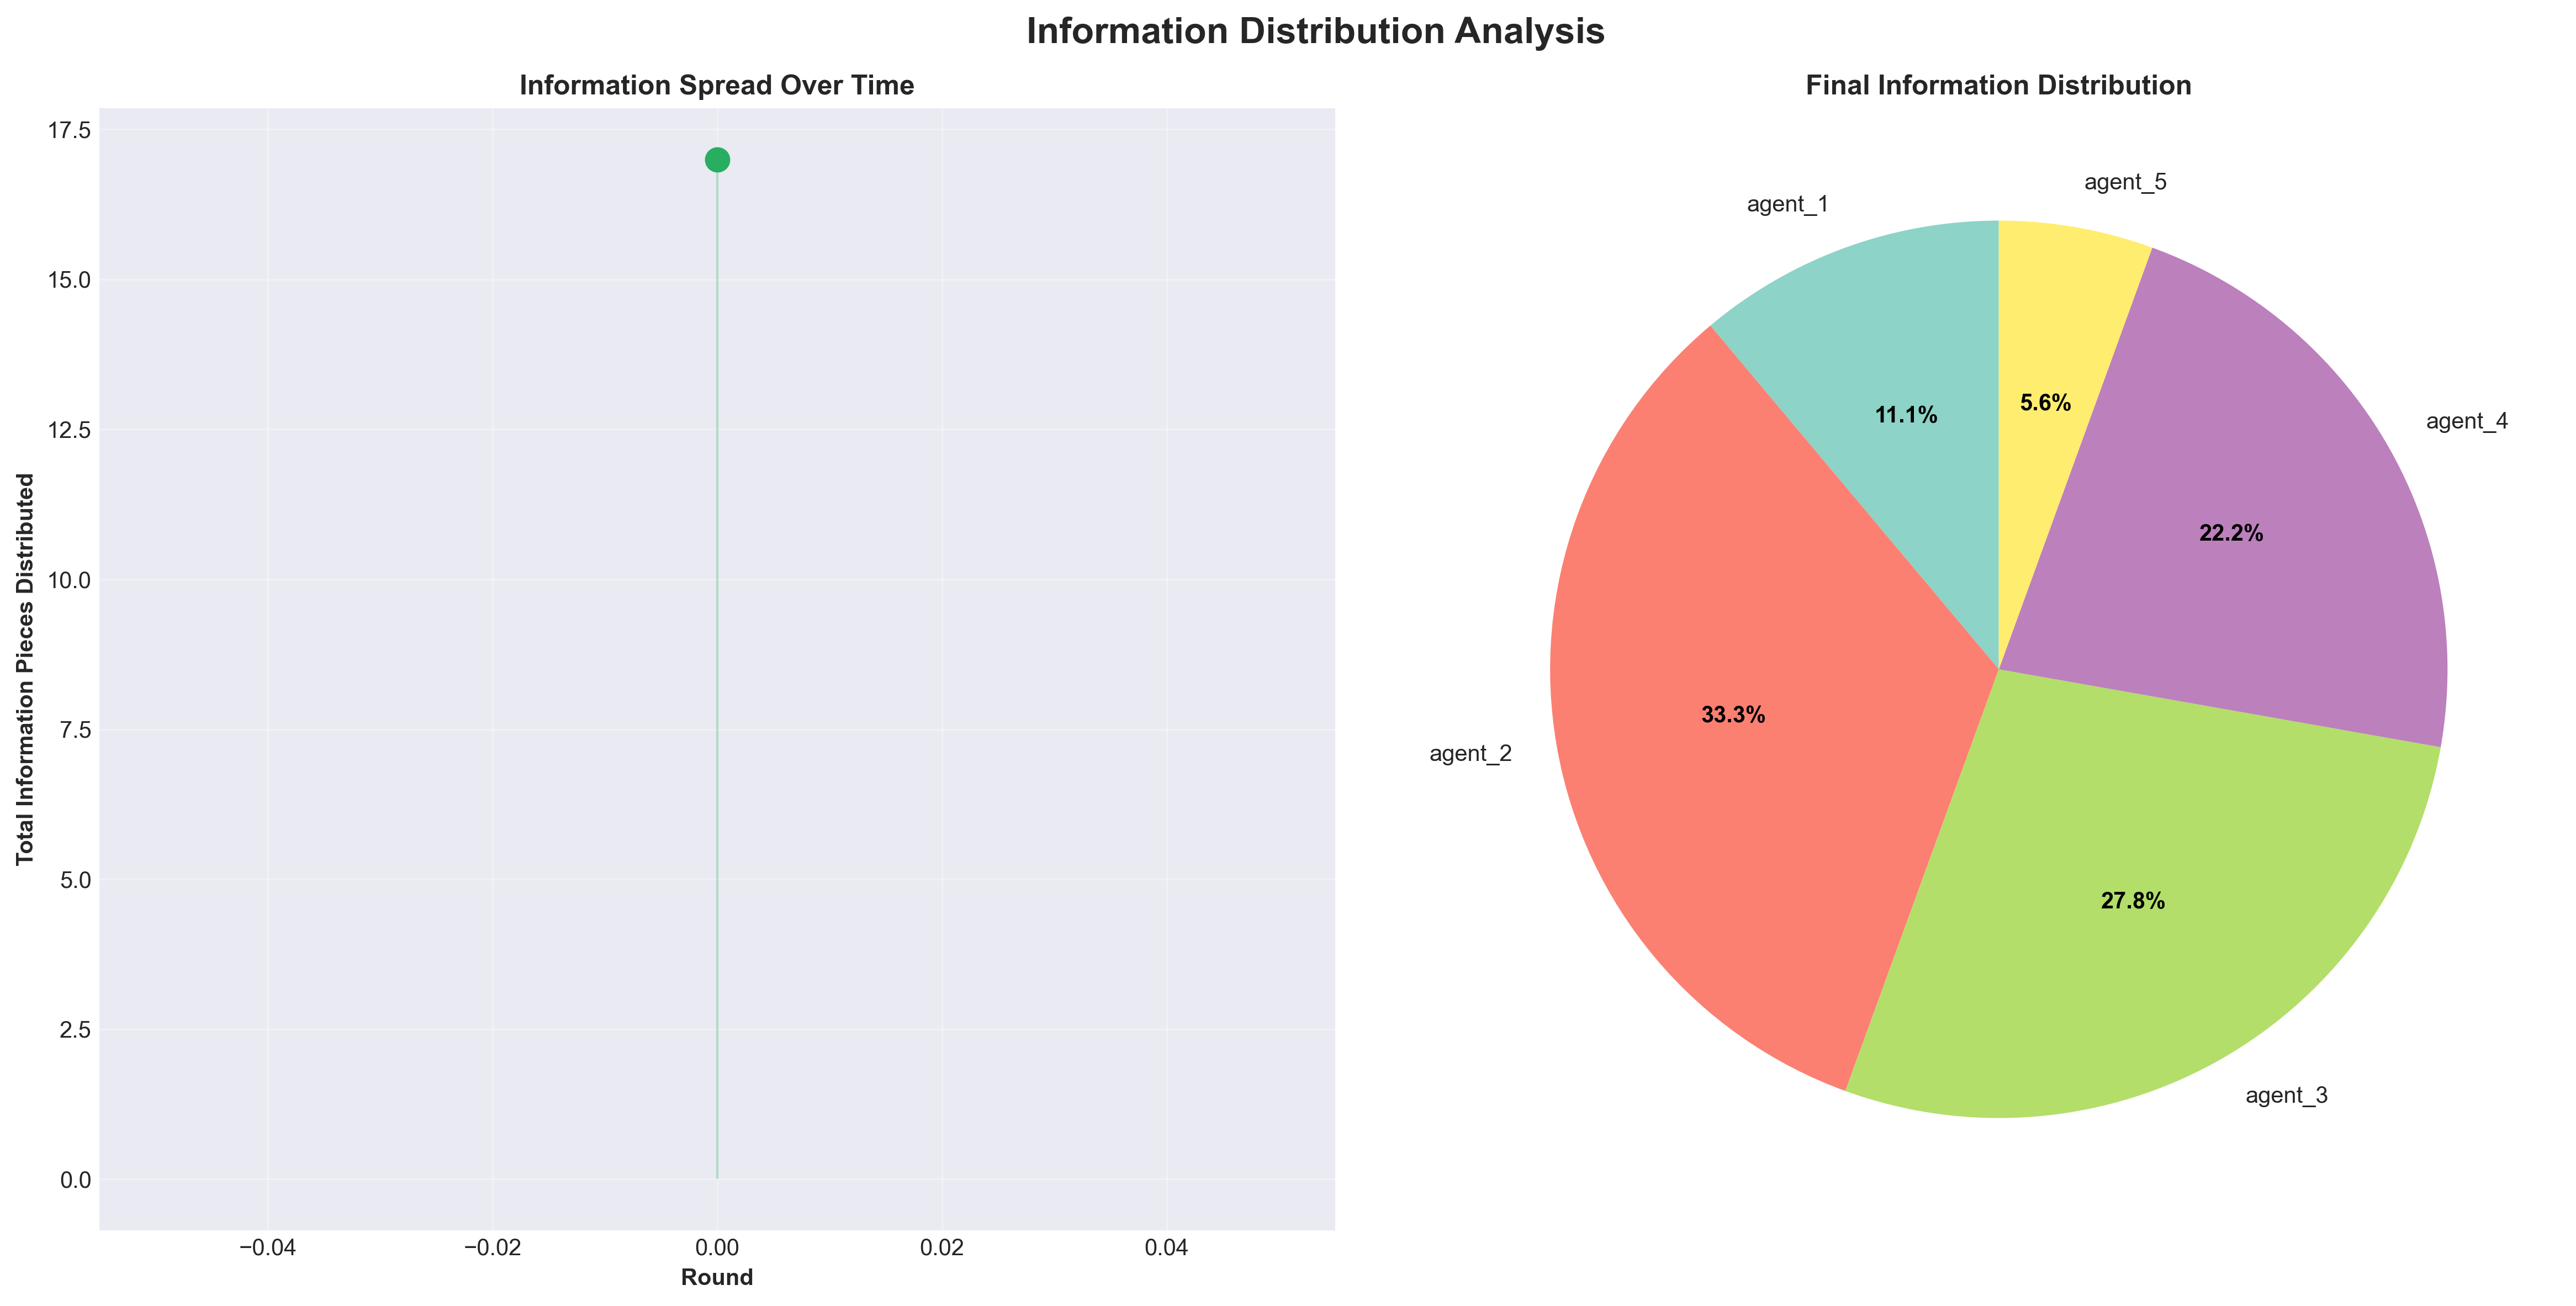 Information Distribution Analysis
Information Spread Over Time
17.5
15.0
12.5
10.0
7.5
5.0
2.5
0.0
Total Information Pieces Distributed
−0.04
−0.02
0.00
0.02
0.04
Round
Final Information Distribution
agent_1
11.1%
agent_2
33.3%
agent_3
27.8%
agent_4
22.2%
agent_5
5.6%